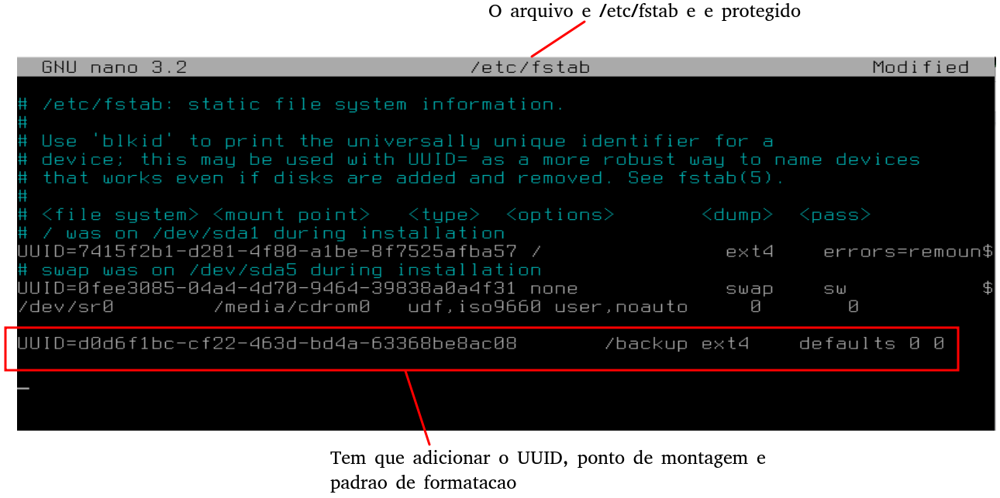 O arquivo e /etc/fstab e e protegido
GNU nano 3.2 /etc/fstab Modified
# /etc/fstab: static file system information.
#
# Use 'blkid' to print the universally unique identifier for a
# device; this may be used with UUID= as a more robust way to name devices
# that works even if disks are added and removed. See fstab(5).
#
# <file system> <mount point> <type> <options> <dump> <pass>
# / was on /dev/sda1 during installation
UUID=7415f2b1-d281-4f80-a1be-8f7525afba57 / ext4 errors=remoun$
# swap was on /dev/sda5 during installation
UUID=0fee3085-04a4-4d70-9464-39838a0a4f31 none swap sw $
/dev/sr0 /media/cdrom0 udf,iso9660 user,noauto 0 0
UUID=d0d6f1bc-cf22-463d-bd4a-63368be8ac08 /backup ext4 defaults 0 0
Tem que adicionar o UUID, ponto de montagem e
padrao de formatacao